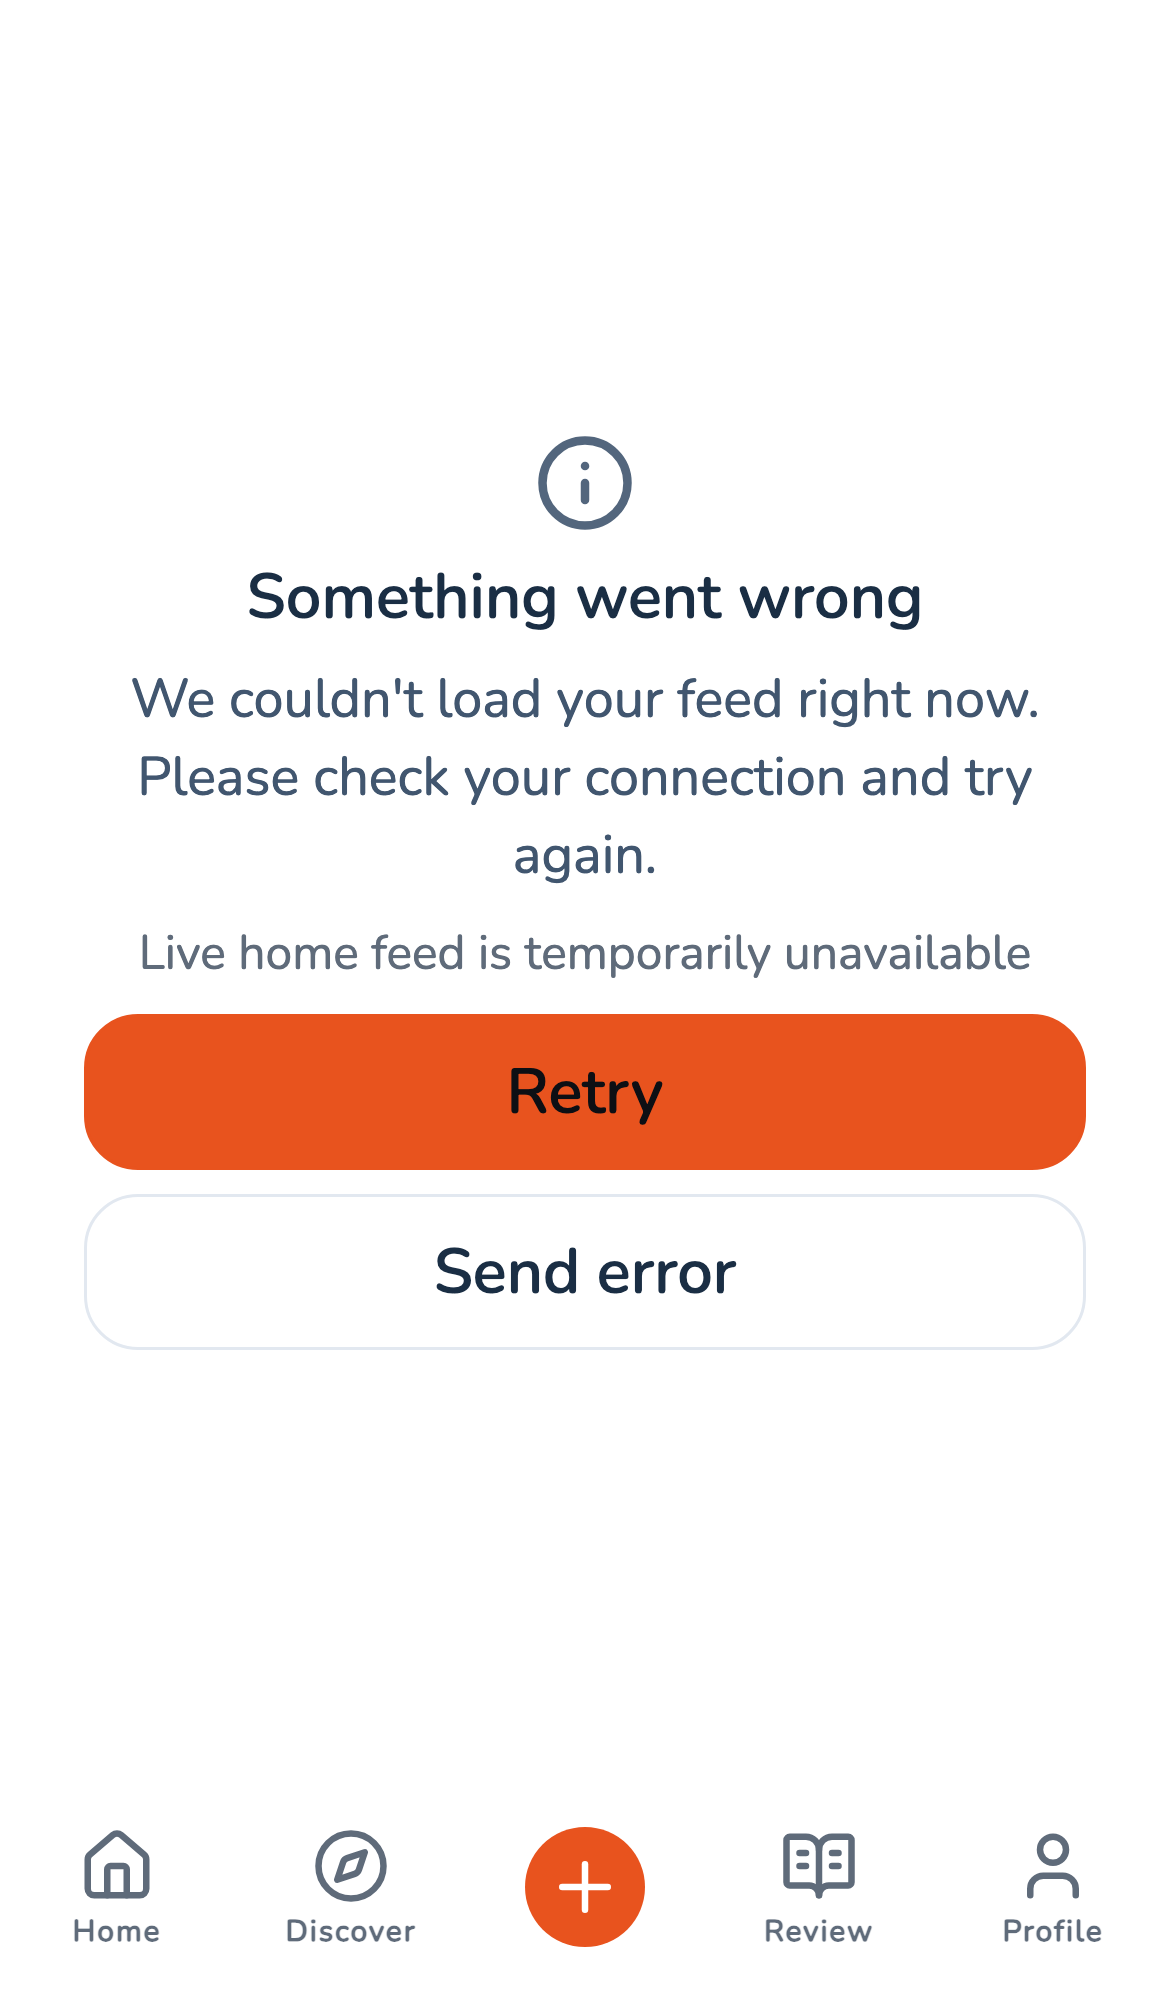 Something went wrong
We couldn't load your feed right now.
Please check your connection and try
again.
Live home feed is temporarily unavailable
Retry
Send error
Home
Discover
Review
Profile